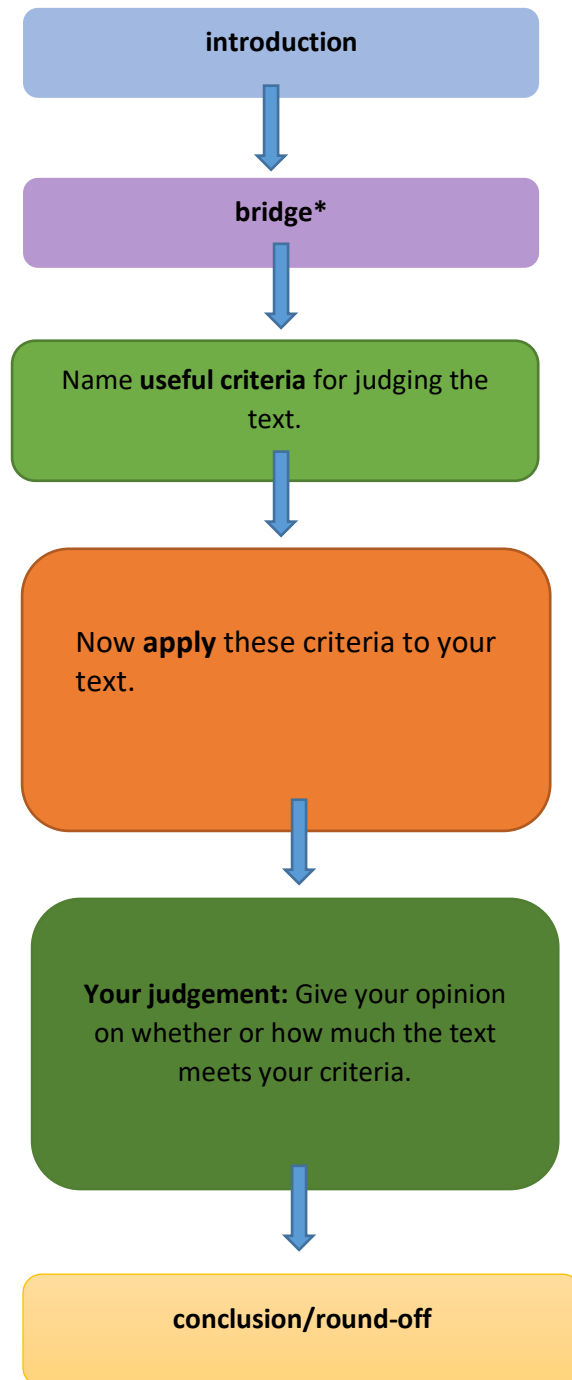 introduction
bridge*
Name useful criteria for judging the
text.
Now apply these criteria to your
text.
Your judgement: Give your opinion
on whether or how much the text
meets your criteria.
conclusion/round-off